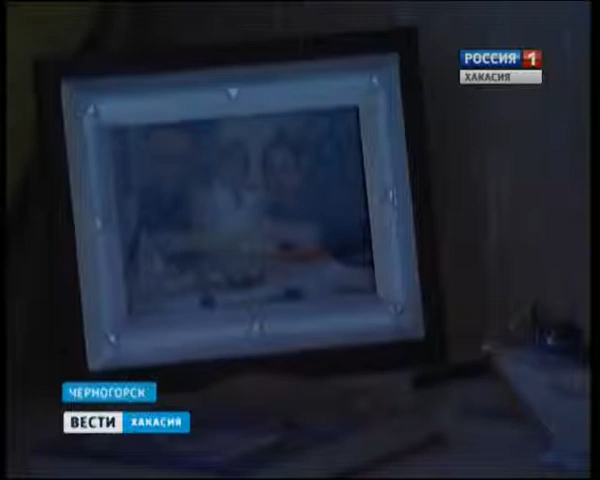 РОССИЯ 1
ХАКАСИЯ
ЧЕРНОГОРСК
ВЕСТИ ХАКАСИЯ